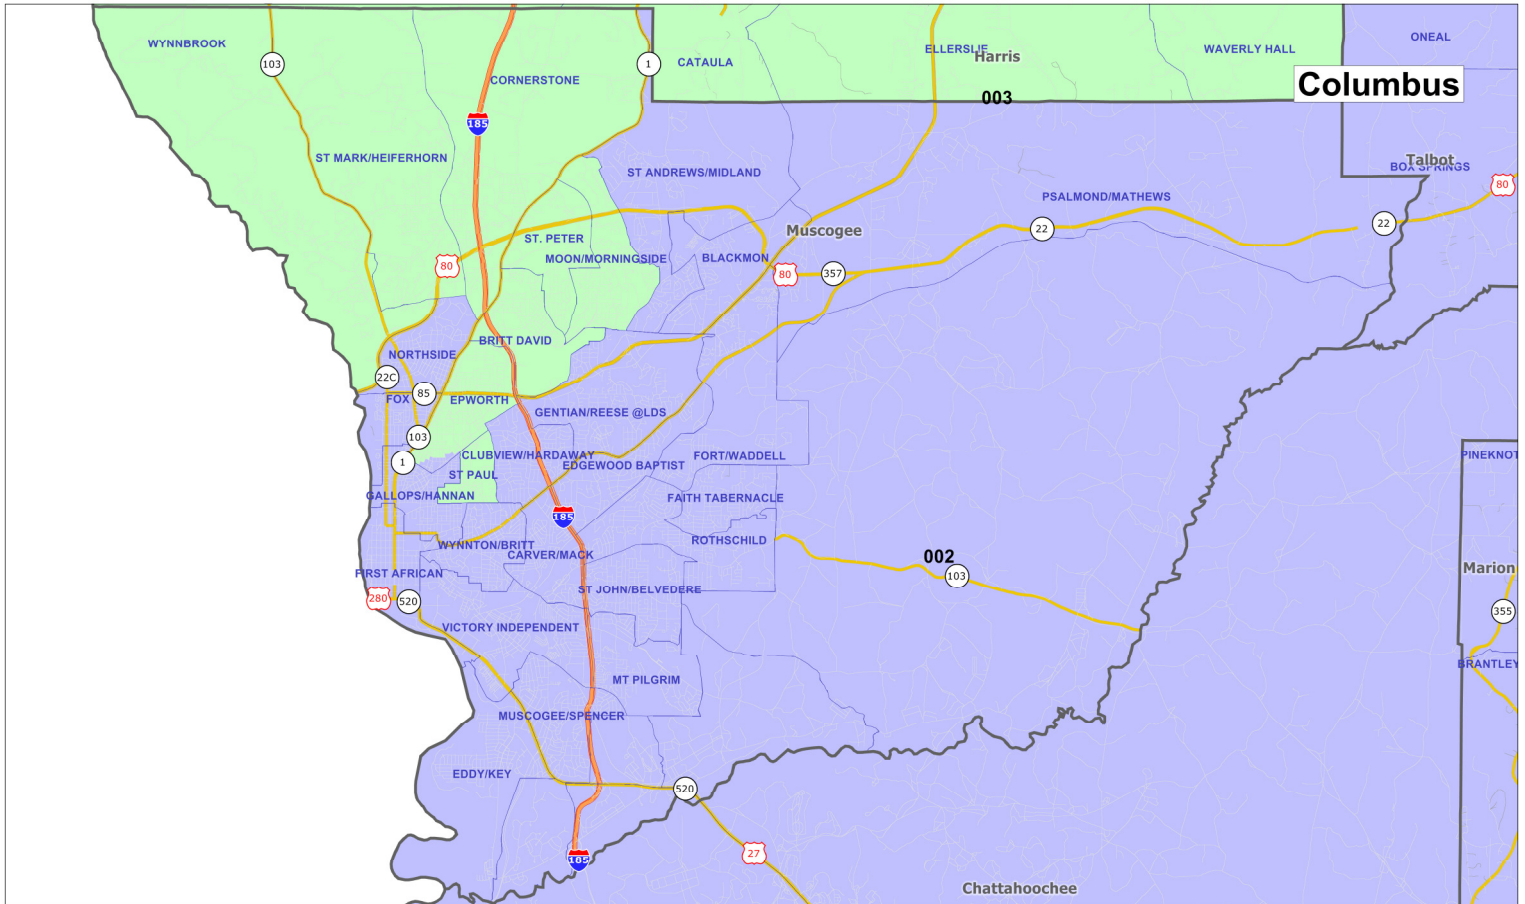 WYNNBROOK
103
1
CATAULA
ELLERSLIE
Harris
WAVERLY HALL
ONEAL
CORNERSTONE
Columbus
003
185
ST MARK/HEIFERHORN
ST ANDREWS/MIDLAND
Talbot
BOX SPRINGS
80
PSALMOND/MATHEWS
22
22
Muscogee
ST. PETER
MOON/MORNINGSIDE
BLACKMON
80
80
357
BRITT DAVID
NORTHSIDE
22C
85
FOX
EPWORTH
GENTIAN/REESE @LDS
103
1
CLUBVIEW/HARDAWAY
EDGEWOOD BAPTIST
FORT/WADDELL
PINEKNOT
ST PAUL
GALLOPS/HANNAN
FAITH TABERNACLE
185
WYNNTON/BRITT
CARVER/MACK
ROTHSCHILD
002
103
FIRST AFRICAN
Marion
280
520
ST JOHN/BELVEDERE
355
VICTORY INDEPENDENT
BRANTLEY
MT PILGRIM
MUSCOGEE/SPENCER
EDDY/KEY
520
185
27
Chattahoochee